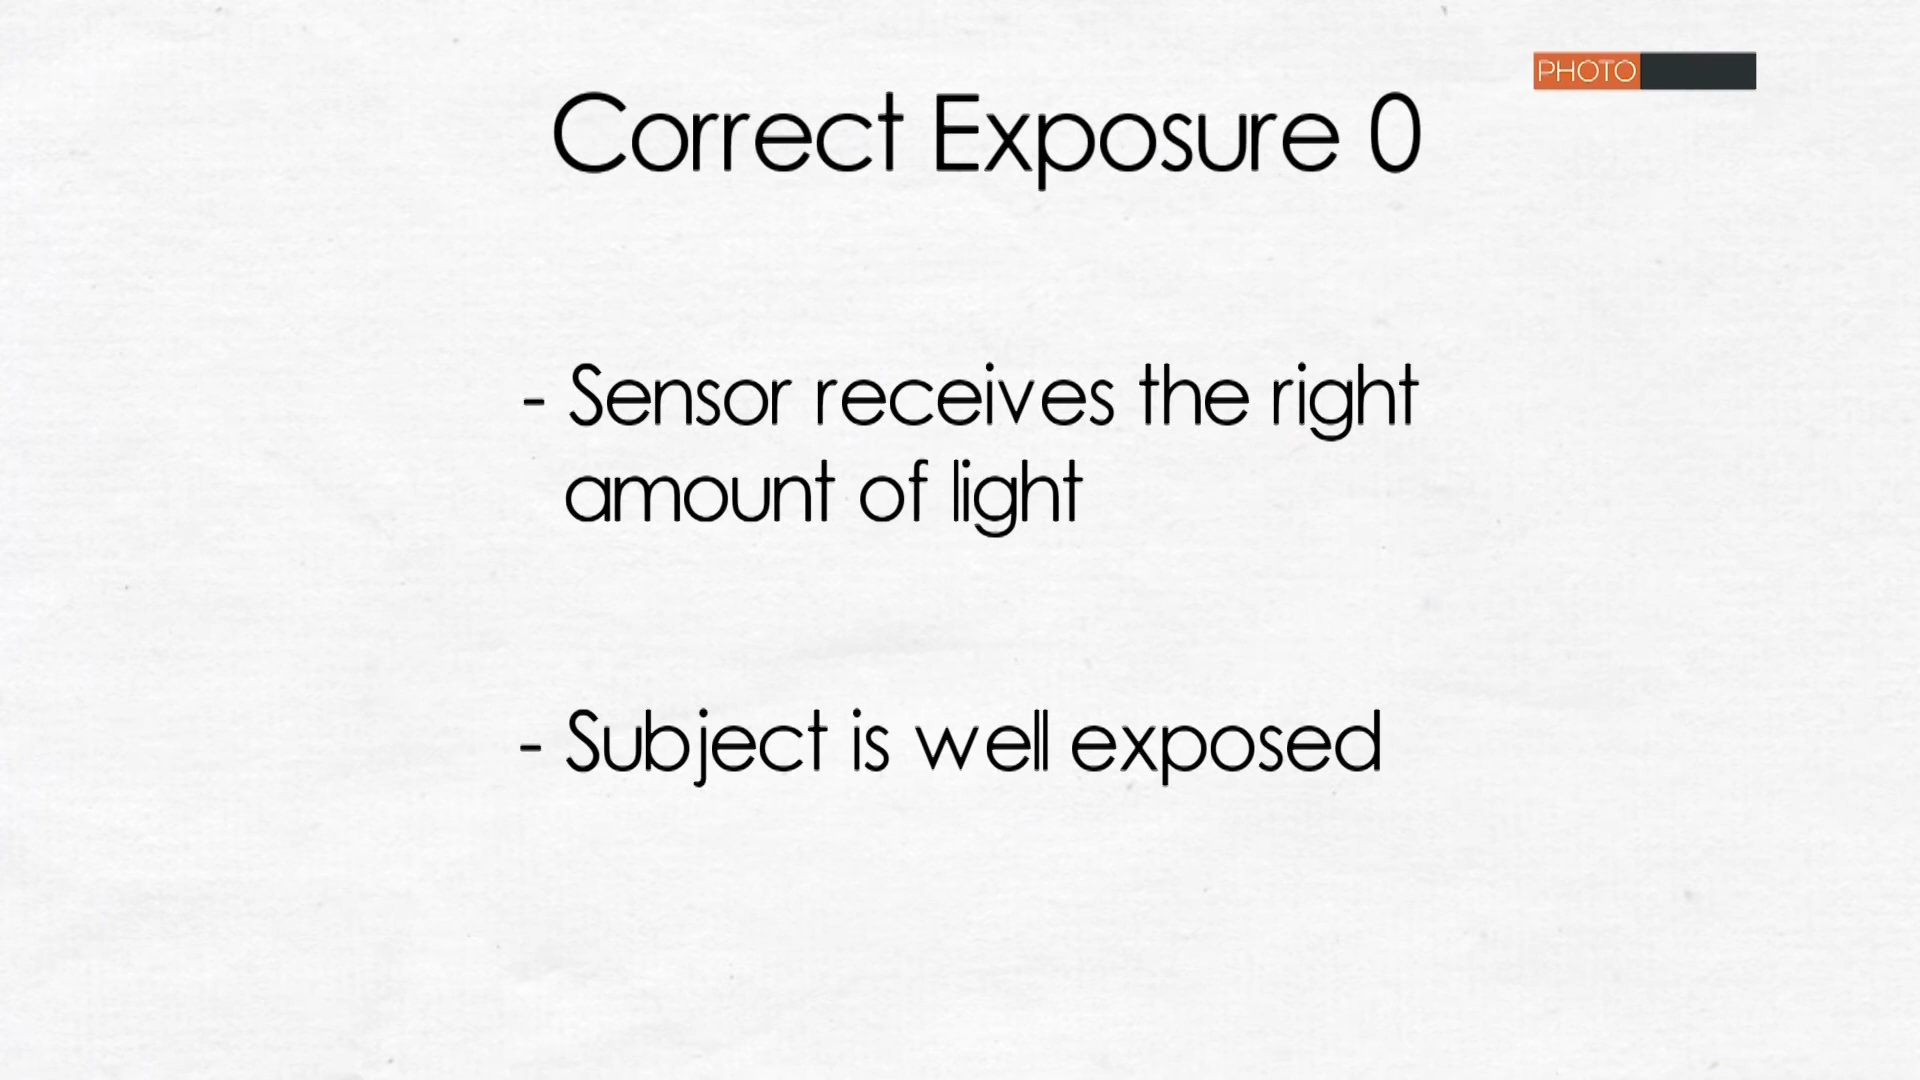 PHOTO
Correct Exposure 0
- Sensor receives the right
amount of light
- Subject is well exposed